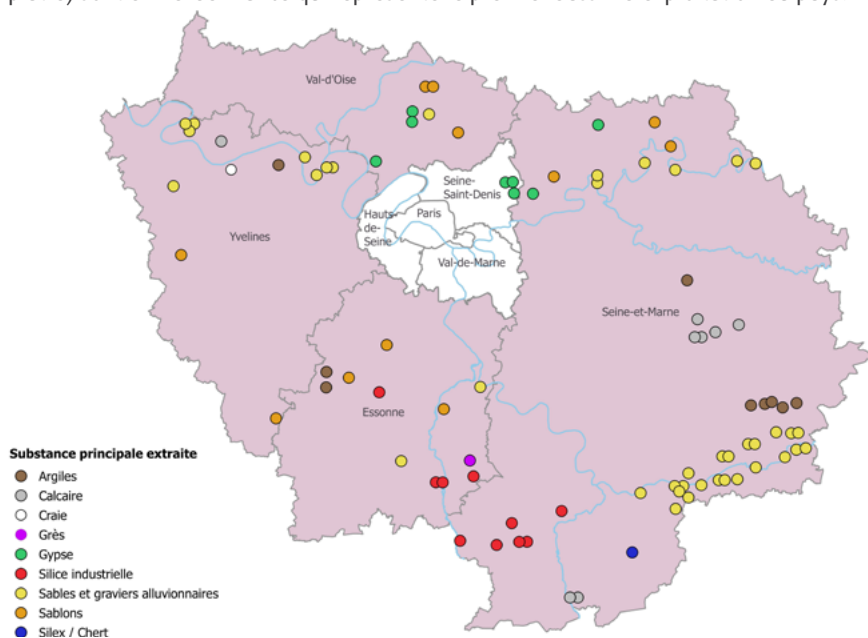 Val-d'Oise
Seine-
Saint-Denis
Hauts-
de-
Seine
Paris
Yvelines
Val-de-Marne
Seine-et-Marne
Essonne
Substance principale extraite
Argiles
Calcaire
Craie
Grès
Gypse
Silice industrielle
Sables et graviers alluvionnaires
Sablons
Silex / Chert